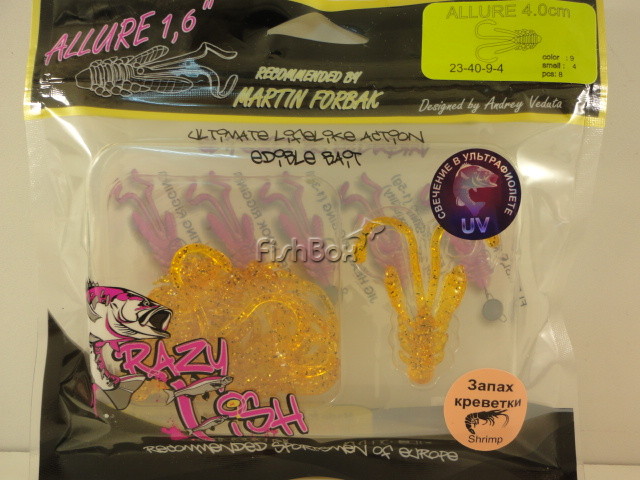 ALLURE 1,6"
RECOMMENDED BY
MARTIN FORBAK
ALLURE 4.0cm
23-40-9-4
color : 9
smell : 4
pcs: 8
Designed by Andrey Veduta
ULTIMATE LIFELIKE ACTION
EDIBLE BAIT
СВЕЧЕНИЕ В УЛЬТРАФИОЛЕТЕ
UV
FishBox
CRAZY
FISH
Запах
креветки
Shrimp
RECOMMENDED SPORTSMEN OF EUROPE